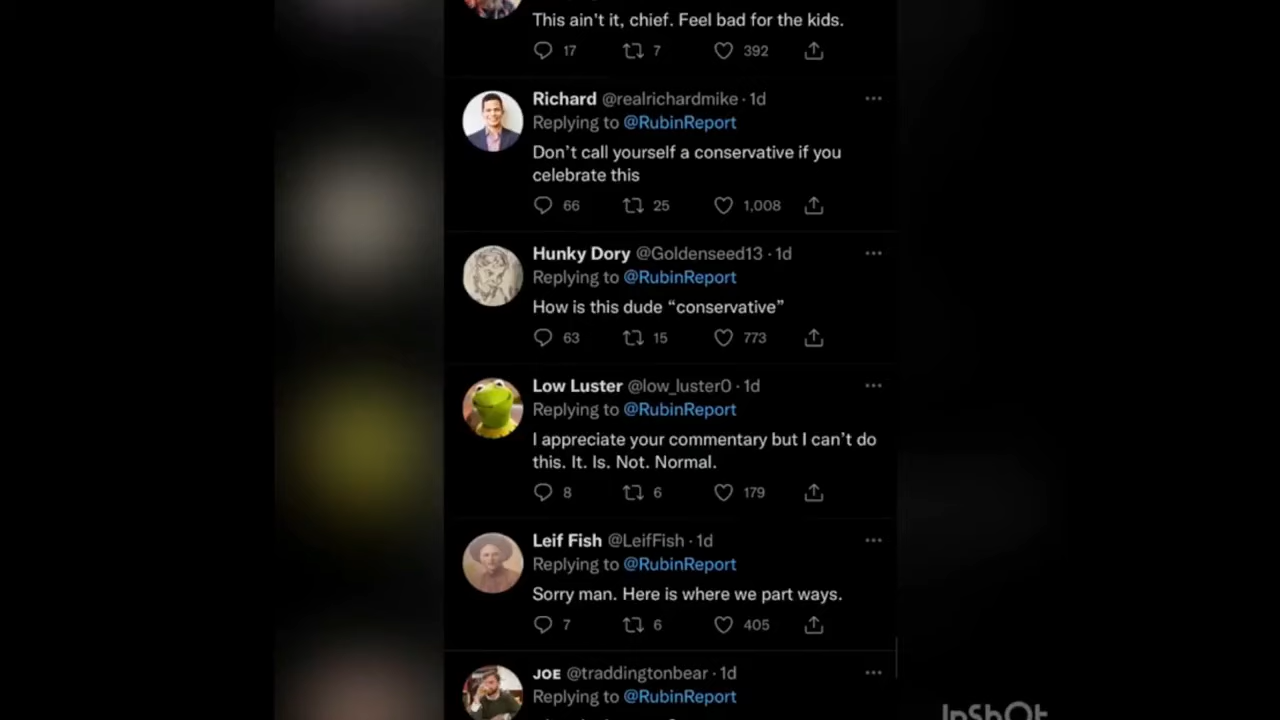 This ain't it, chief. Feel bad for the kids.
17 7 392
Richard @realrichardmike · 1d
Replying to @RubinReport
Don't call yourself a conservative if you
celebrate this
66 25 1,008
Hunky Dory @Goldenseed13 · 1d
Replying to @RubinReport
How is this dude “conservative”
63 15 773
Low Luster @low_luster0 · 1d
Replying to @RubinReport
I appreciate your commentary but I can't do
this. It. Is. Not. Normal.
8 6 179
Leif Fish @LeifFish · 1d
Replying to @RubinReport
Sorry man. Here is where we part ways.
7 6 405
JOE @traddingtonbear · 1d
Replying to @RubinReport
InShOt